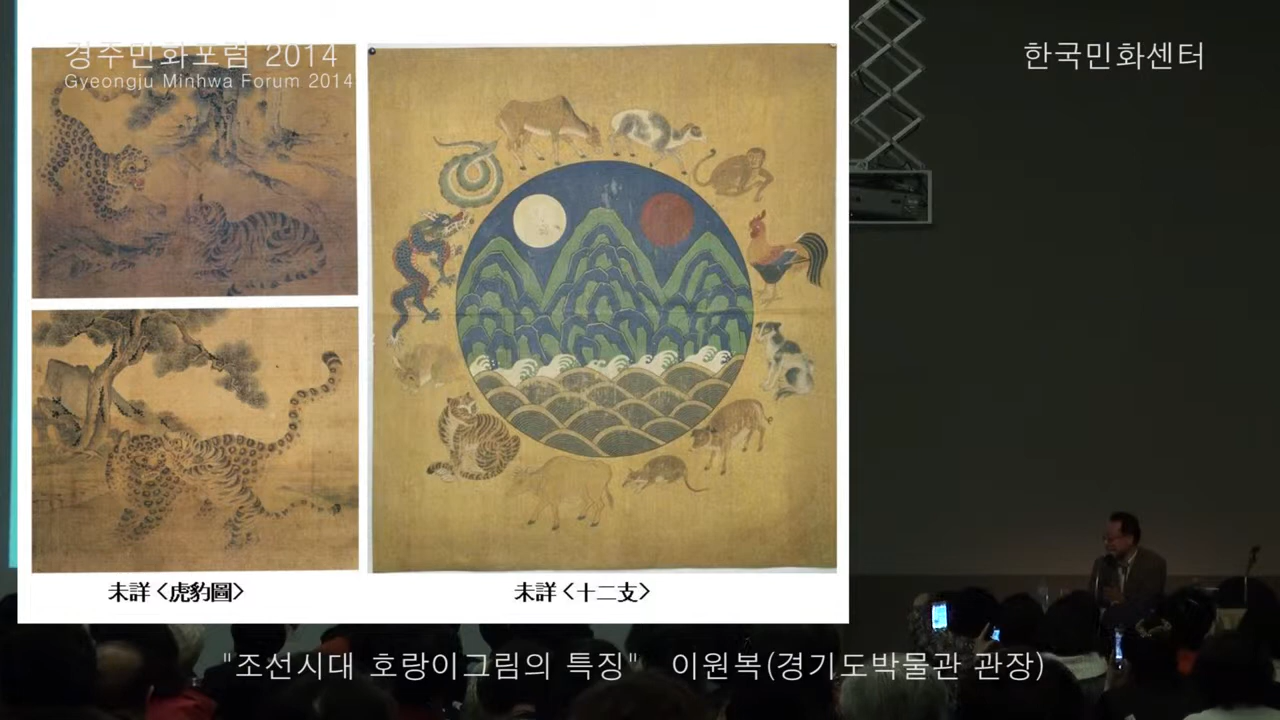 경주민화포럼 2014
Gyeongju Minhwa Forum 2014
한국민화센터
未詳〈虎豹圖〉
未詳〈十二支〉
"조선시대 호랑이그림의 특징" 이원복(경기도박물관 관장)